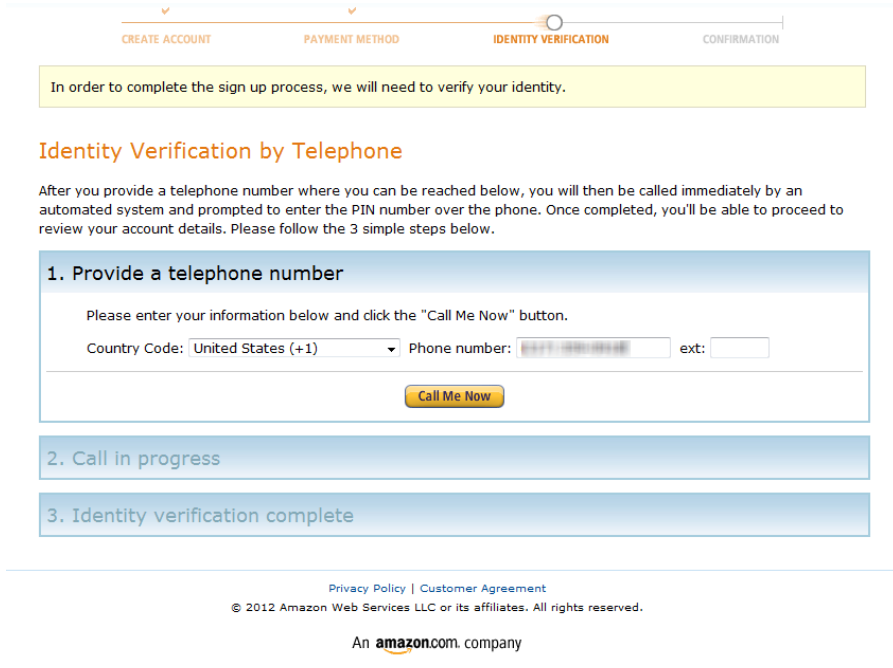 CREATE ACCOUNT PAYMENT METHOD IDENTITY VERIFICATION CONFIRMATION
In order to complete the sign up process, we will need to verify your identity.
Identity Verification by Telephone
After you provide a telephone number where you can be reached below, you will then be called immediately by an
automated system and prompted to enter the PIN number over the phone. Once completed, you'll be able to proceed to
review your account details. Please follow the 3 simple steps below.
1. Provide a telephone number
Please enter your information below and click the "Call Me Now" button.
Country Code: United States (+1) Phone number: ext:
Call Me Now
2. Call in progress
3. Identity verification complete
Privacy Policy | Customer Agreement
© 2012 Amazon Web Services LLC or its affiliates. All rights reserved.
An amazon.com. company